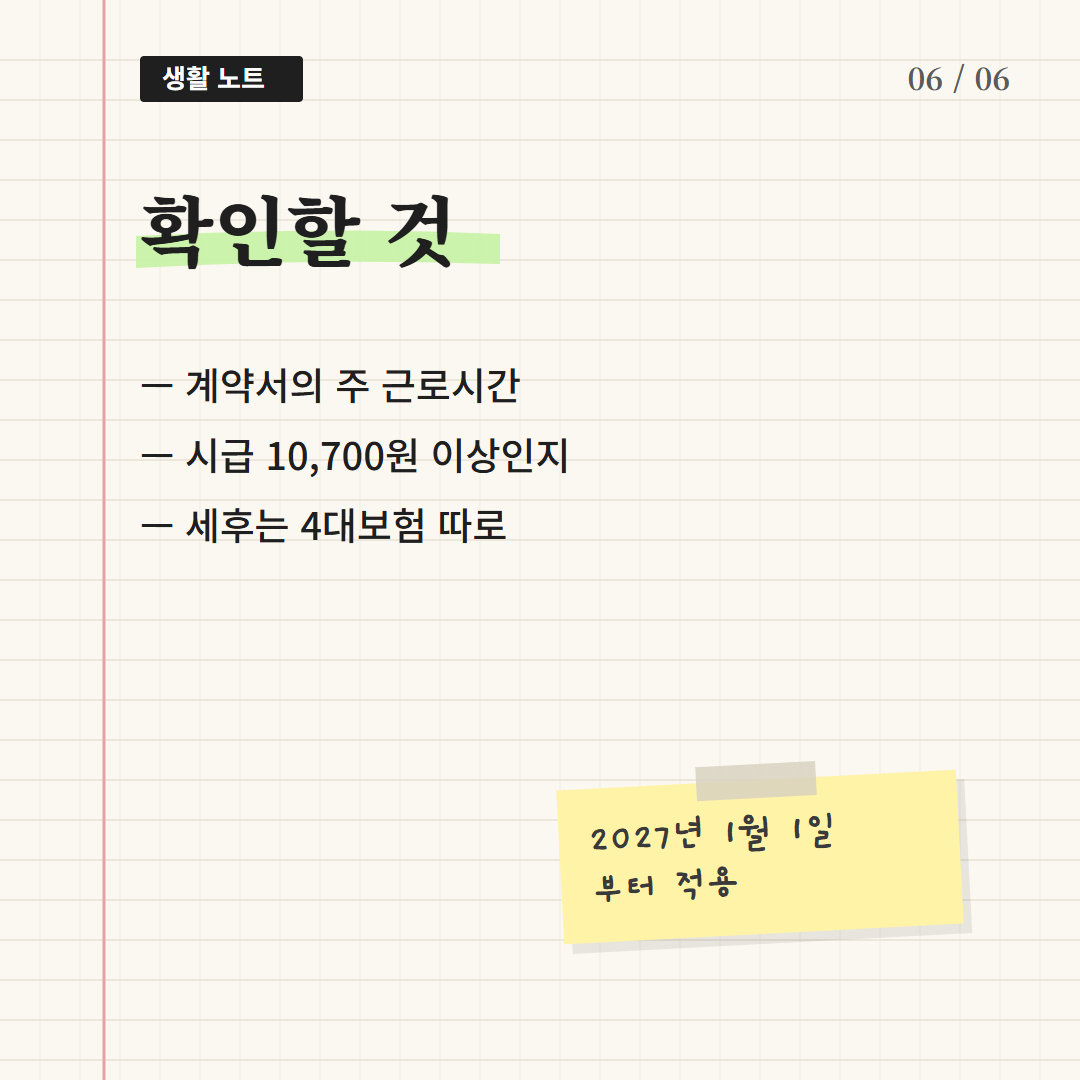 생활 노트
06 / 06
확인할 것
— 계약서의 주 근로시간
— 시급 10,700원 이상인지
— 세후는 4대보험 따로
2027년 1월 1일
부터 적용